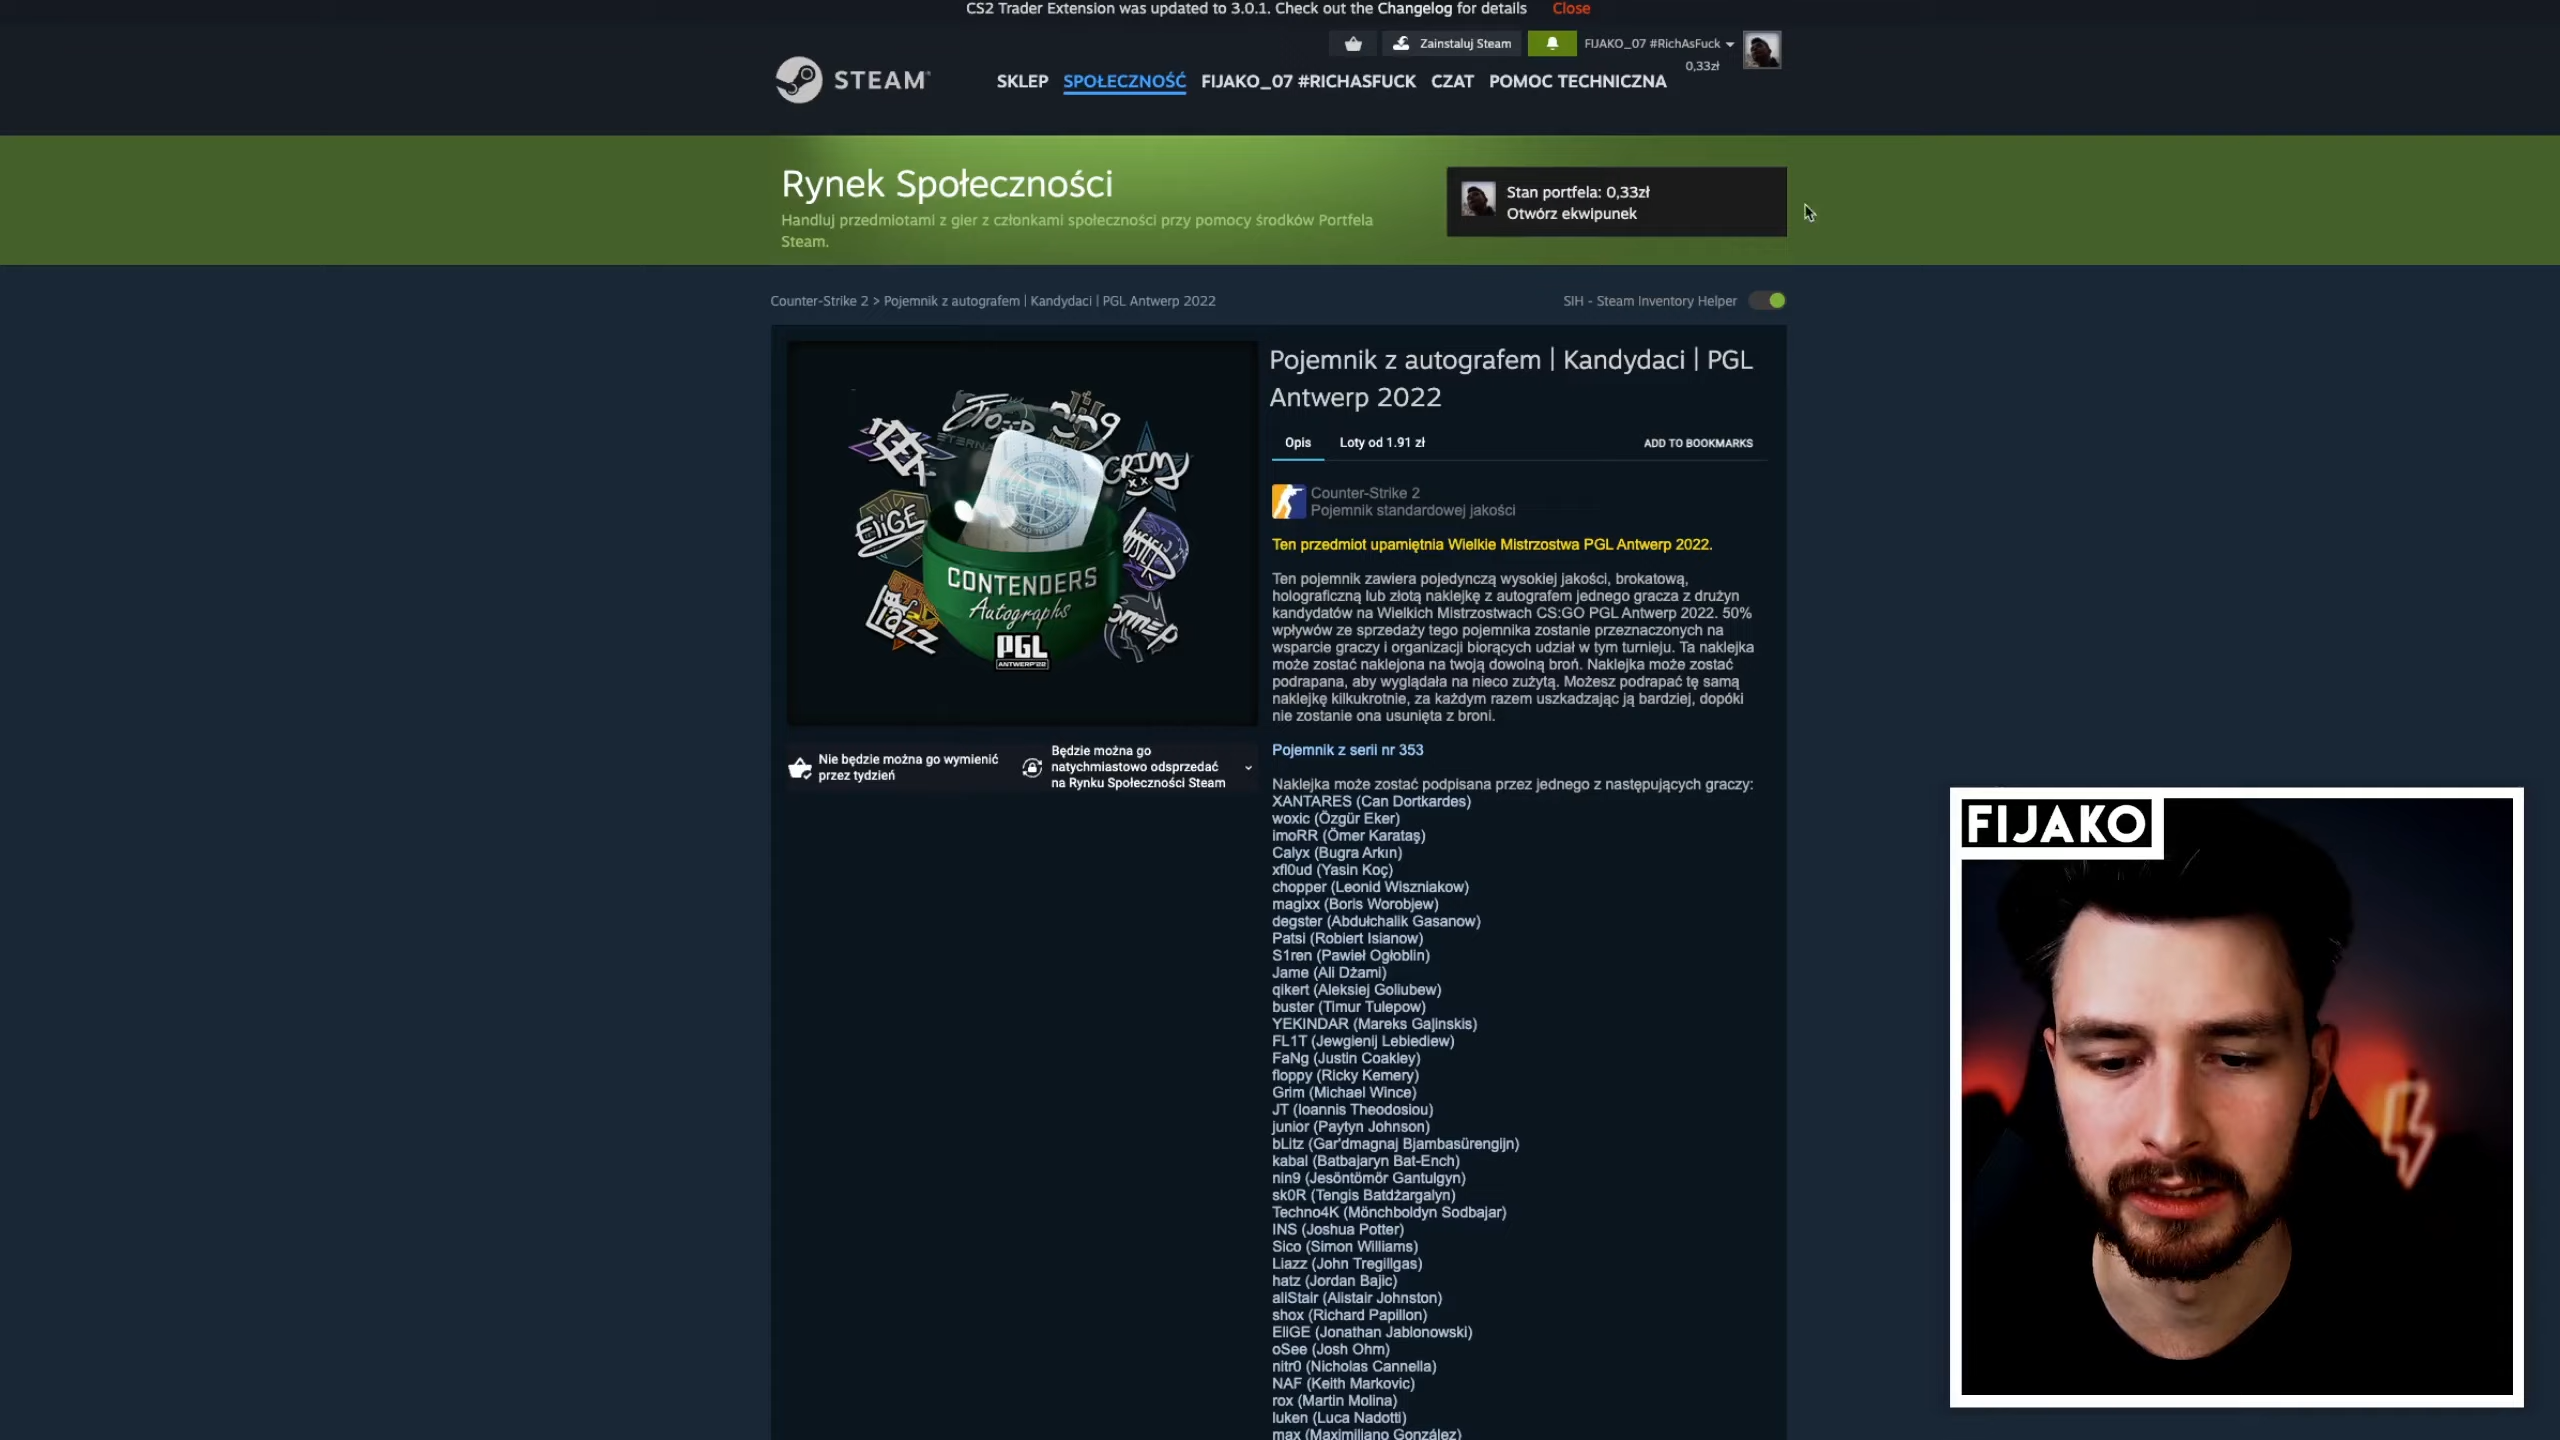 CS2 Trader Extension was updated to 3.0.1. Check out the Changelog for details Close
Zainstaluj Steam
FIJAKO_07 #RichAsFuck
0,33zł
STEAM
SKLEP SPOŁECZNOŚĆ FIJAKO_07 #RICHASFUCK CZAT POMOC TECHNICZNA
Rynek Społeczności
Handluj przedmiotami z gier z członkami społeczności przy pomocy środków Portfela
Steam.
Stan portfela: 0,33zł
Otwórz ekwipunek
Counter-Strike 2 > Pojemnik z autografem | Kandydaci | PGL Antwerp 2022
SIH - Steam Inventory Helper
GRIM
EliGE
Liazz
CONTENDERS
Autographs
PGL
ANTWERP'22
Nie będzie można go wymienić
przez tydzień
Będzie można go
natychmiastowo odsprzedać
na Rynku Społeczności Steam
Pojemnik z autografem | Kandydaci | PGL
Antwerp 2022
Opis Loty od 1.91 zł ADD TO BOOKMARKS
Counter-Strike 2
Pojemnik standardowej jakości
Ten przedmiot upamiętnia Wielkie Mistrzostwa PGL Antwerp 2022.
Ten pojemnik zawiera pojedynczą wysokiej jakości, brokatową,
holograficzną lub złotą naklejkę z autografem jednego gracza z drużyn
kandydatów na Wielkich Mistrzostwach CS:GO PGL Antwerp 2022. 50%
wpływów ze sprzedaży tego pojemnika zostanie przeznaczonych na
wsparcie graczy i organizacji biorących udział w tym turnieju. Ta naklejka
może zostać naklejona na twoją dowolną broń. Naklejka może zostać
podrapana, aby wyglądała na nieco zużytą. Możesz podrapać tę samą
naklejkę kilkukrotnie, za każdym razem uszkadzając ją bardziej, dopóki
nie zostanie ona usunięta z broni.
Pojemnik z serii nr 353
Naklejka może zostać podpisana przez jednego z następujących graczy:
XANTARES (Can Dortkardes)
woxic (Özgür Eker)
imoRR (Ömer Karataş)
Calyx (Bugra Arkın)
xfl0ud (Yasin Koç)
chopper (Leonid Wiszniakow)
magixx (Boris Worobjew)
degster (Abdułchalik Gasanow)
Patsi (Robiert Isianow)
S1ren (Pawieł Ogłoblin)
Jame (Ali Dżami)
qikert (Aleksiej Goliubew)
buster (Timur Tulepow)
YEKINDAR (Mareks Gaļinskis)
FL1T (Jewgienij Lebiediew)
FaNg (Justin Coakley)
floppy (Ricky Kemery)
Grim (Michael Wince)
JT (Ioannis Theodosiou)
junior (Paytyn Johnson)
bLitz (Gar'dmagnaj Bjambasürengijn)
kabal (Batbajaryn Bat-Ench)
nin9 (Jesöntömör Gantulgyn)
sk0R (Tengis Batdżargalyn)
Techno4K (Mönchboldyn Sodbajar)
INS (Joshua Potter)
Sico (Simon Williams)
Liazz (John Tregillgas)
hatz (Jordan Bajic)
aliStair (Alistair Johnston)
shox (Richard Papillon)
EliGE (Jonathan Jablonowski)
oSee (Josh Ohm)
nitr0 (Nicholas Cannella)
NAF (Keith Markovic)
rox (Martin Molina)
luken (Luca Nadotti)
max (Maximiliano González)
FIJAKO